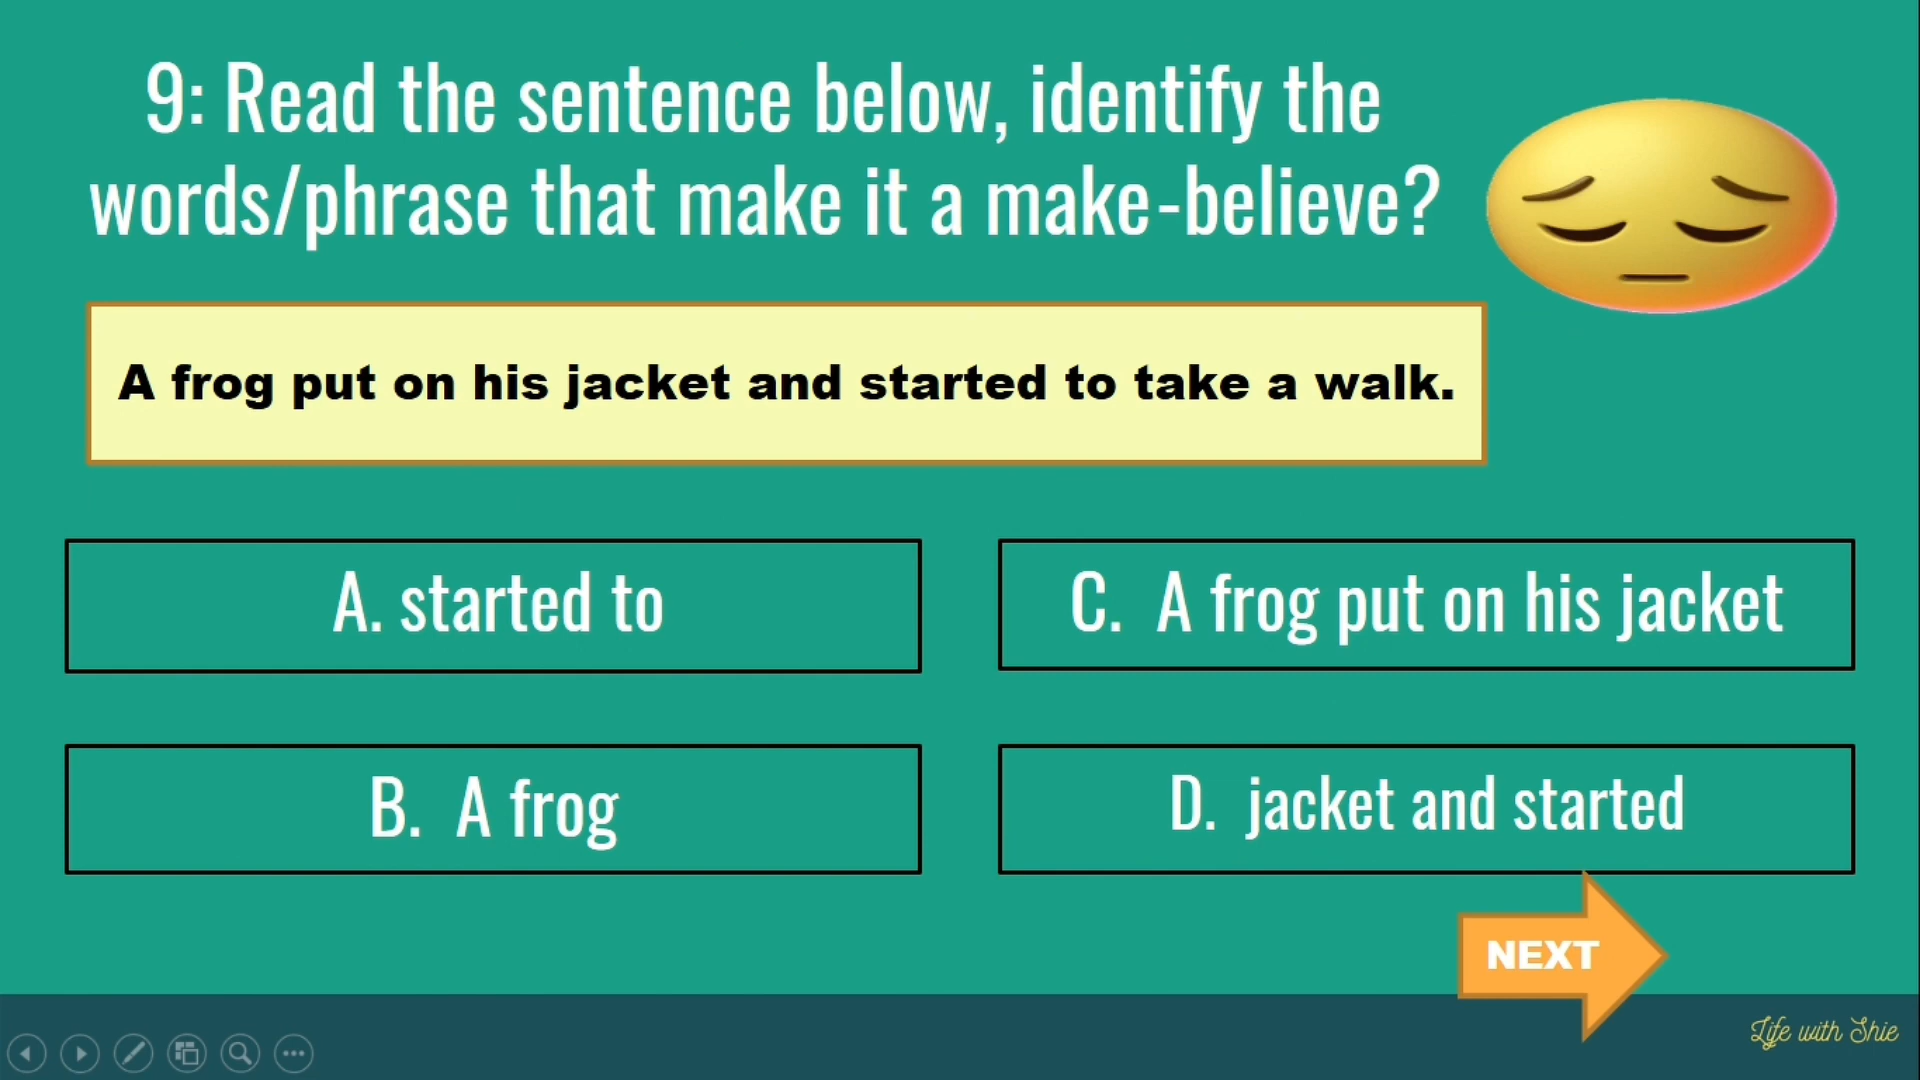 9: Read the sentence below, identify the
words/phrase that make it a make-believe?
A frog put on his jacket and started to take a walk.
A. started to
C. A frog put on his jacket
B. A frog
D. jacket and started
NEXT
Life with Shie